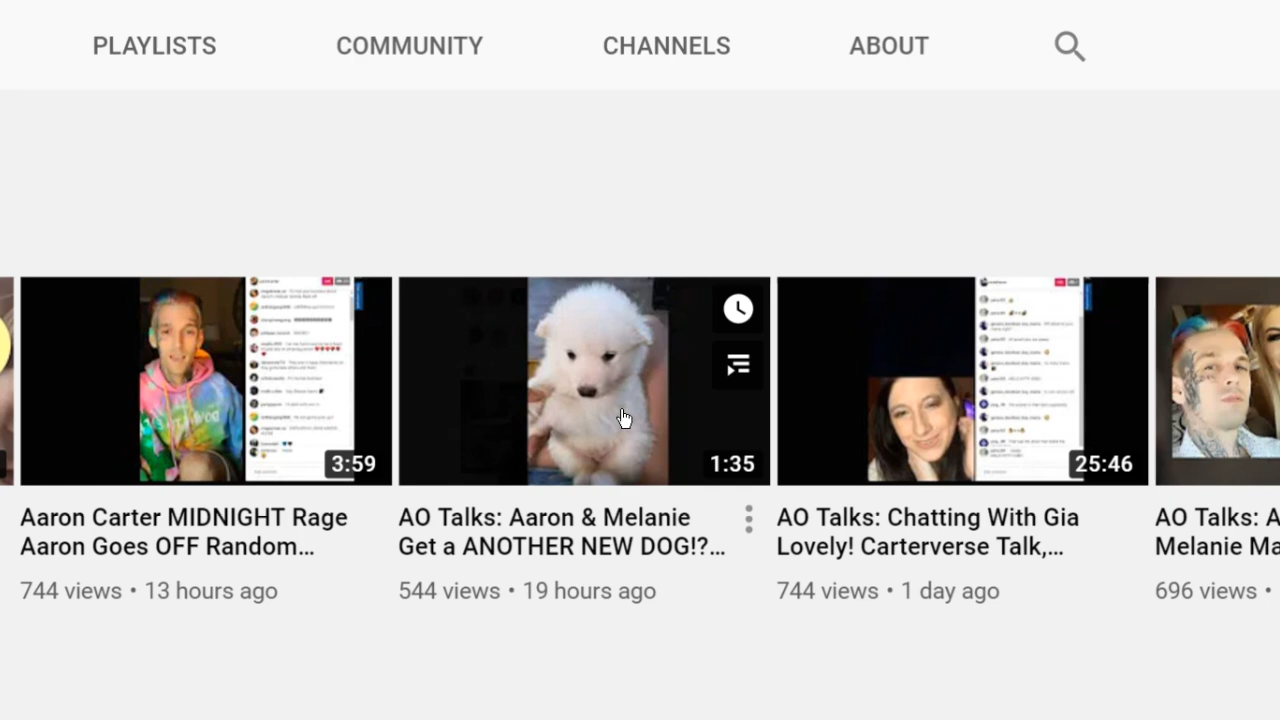 PLAYLISTS COMMUNITY CHANNELS ABOUT
3:59
1:35
25:46
Aaron Carter MIDNIGHT Rage
Aaron Goes OFF Random...
744 views • 13 hours ago
AO Talks: Aaron & Melanie
Get a ANOTHER NEW DOG!?...
544 views • 19 hours ago
AO Talks: Chatting With Gia
Lovely! Carterverse Talk,...
744 views • 1 day ago
AO Talks: A
Melanie Ma
696 views •